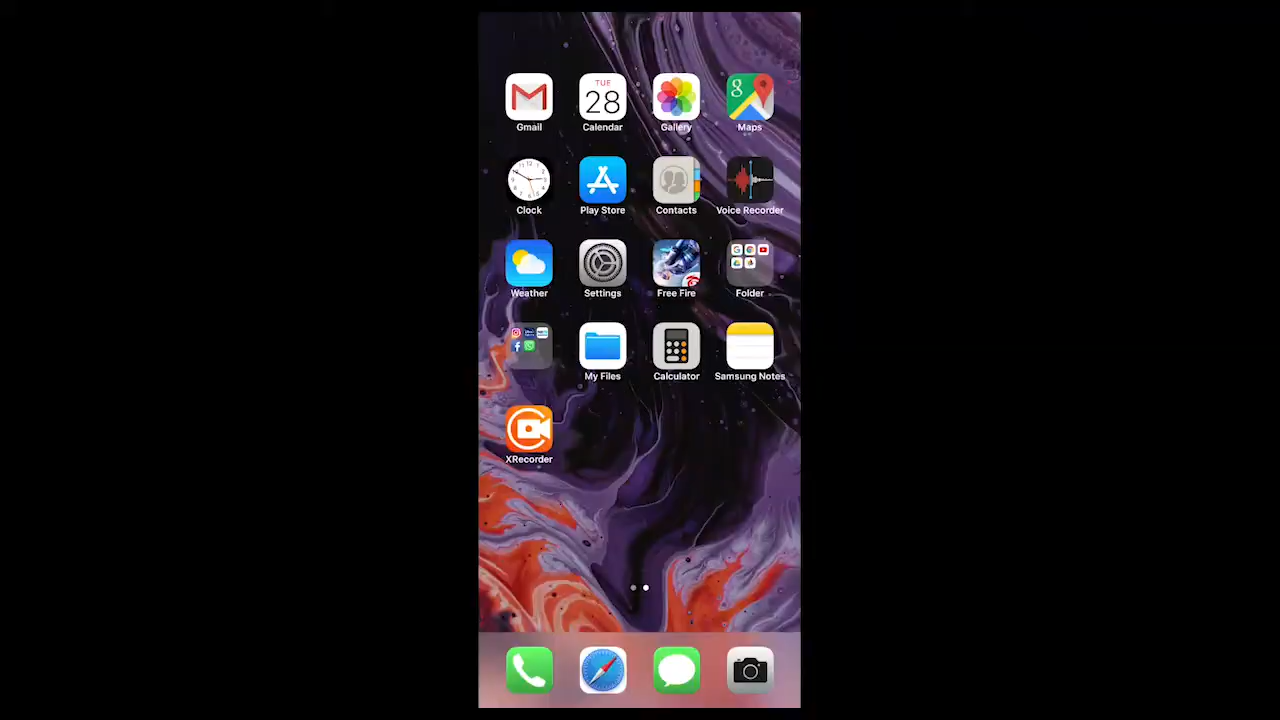 TUE
28
Gmail
Calendar
Gallery
Maps
Clock
Play Store
Contacts
Voice Recorder
Weather
Settings
Free Fire
Folder
My Files
Calculator
Samsung Notes
XRecorder